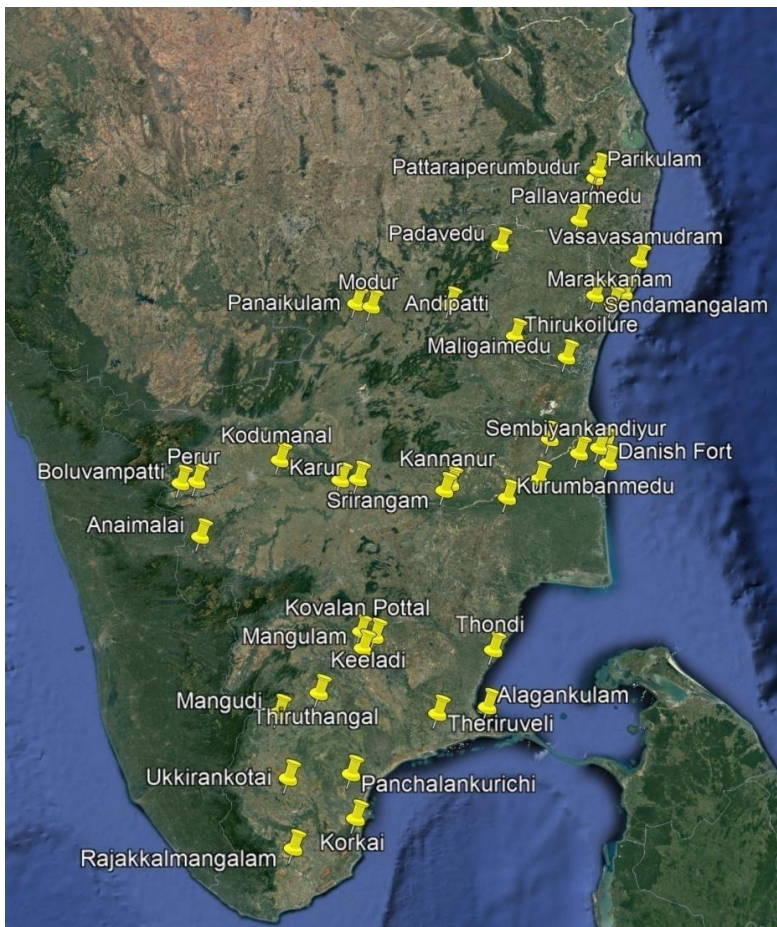 Parikulam
Pattaraiperumbudur
Pallavarmedu
Padavedu
Vasavasamudram
Modur
Marakkanam
Panaikulam
Andipatti
Sendamangalam
Thirukoilure
Maligaimedu
Sembiyankandiyur
Kodumanal
Danish Fort
Perur
Kannanur
Karur
Boluvampatti
Kurumbanmedu
Srirangam
Anaimalai
Kovalan Pottal
Thondi
Mangulam
Keeladi
Alagankulam
Mangudi
Thiruthangal
Theriruveli
Ukkirankotai
Panchalankurichi
Korkai
Rajakkalmangalam